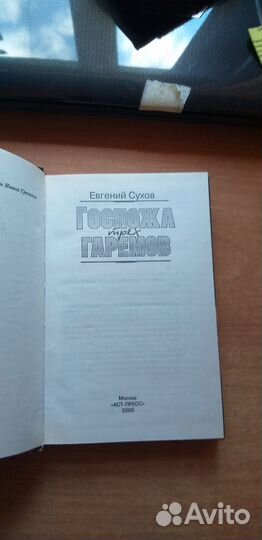 Евгений Сухов
ГОСПОЖА
трех
ГАРЕМОВ
Москва
«АСТ-ПРЕСС»
2000
Avito